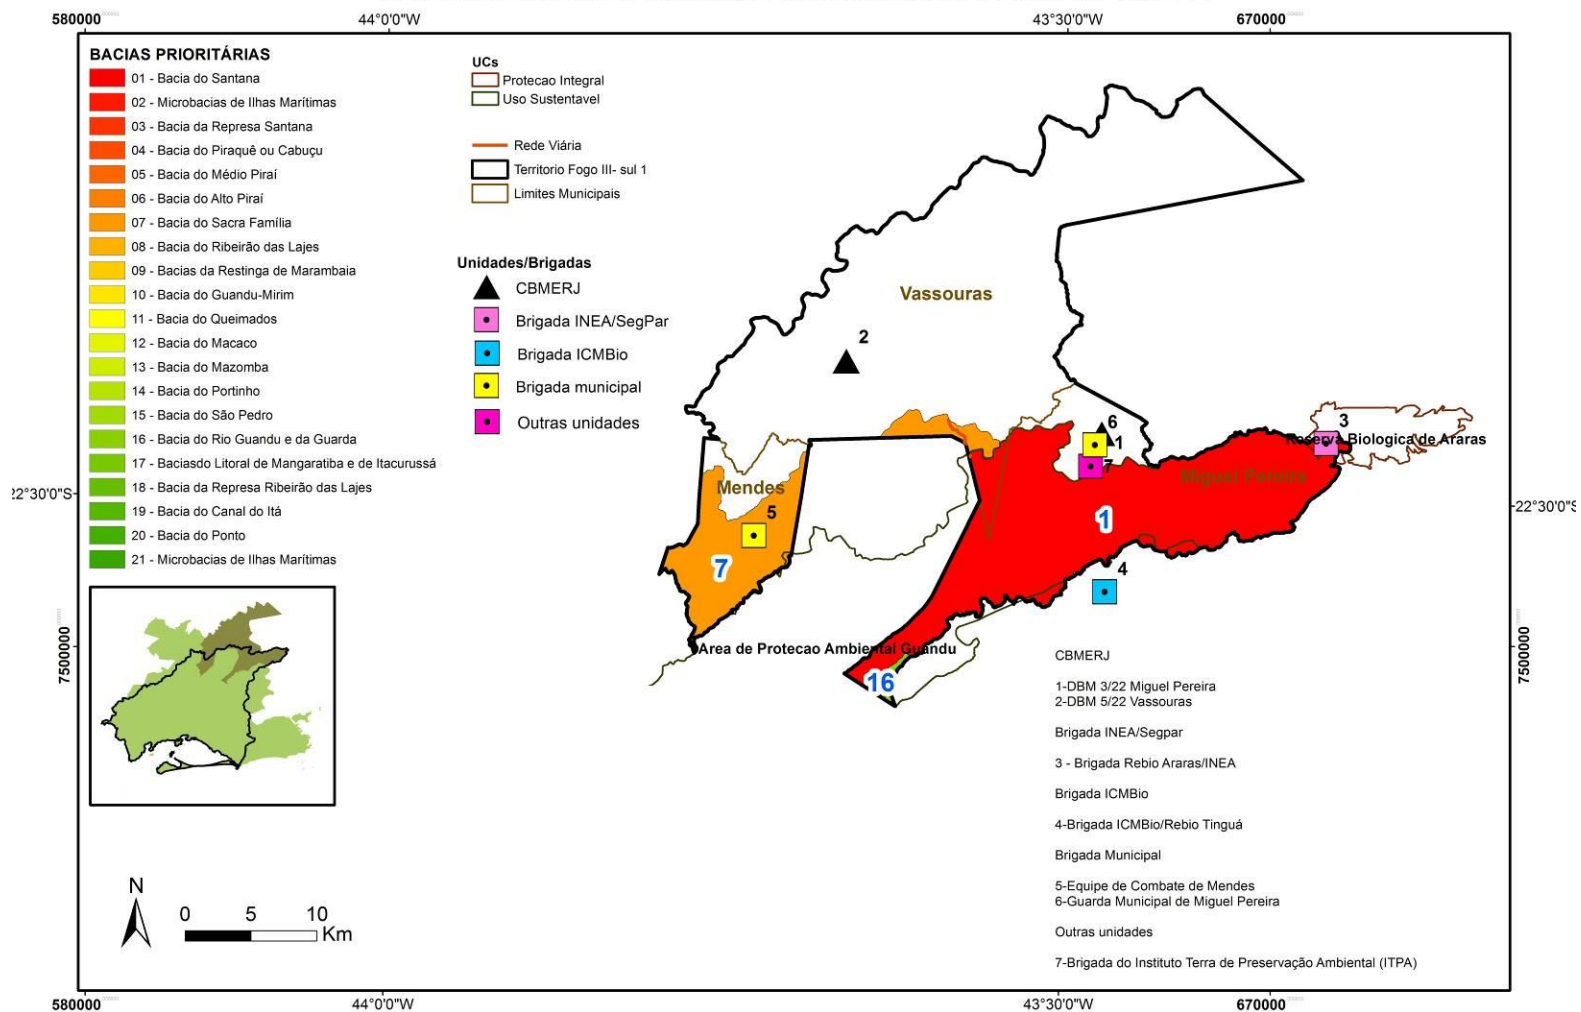 580000
44°0'0"W
43°30'0"W
670000
BACIAS PRIORITÁRIAS
01 - Bacia do Santana
02 - Microbacias de Ilhas Marítimas
03 - Bacia da Represa Santana
04 - Bacia do Piraquê ou Cabuçu
05 - Bacia do Médio Piraí
06 - Bacia do Alto Piraí
07 - Bacia do Sacra Família
08 - Bacia do Ribeirão das Lajes
09 - Bacias da Restinga de Marambaia
10 - Bacia do Guandu-Mirim
11 - Bacia do Queimados
12 - Bacia do Macaco
13 - Bacia do Mazomba
14 - Bacia do Portinho
15 - Bacia do São Pedro
16 - Bacia do Rio Guandu e da Guarda
17 - Baciasdo Litoral de Mangaratiba e de Itacurussá
18 - Bacia da Represa Ribeirão das Lajes
19 - Bacia do Canal do Itá
20 - Bacia do Ponto
21 - Microbacias de Ilhas Marítimas
UCs
Protecao Integral
Uso Sustentavel
Rede Viária
Territorio Fogo III- sul 1
Limites Municipais
Unidades/Brigadas
CBMERJ
Brigada INEA/SegPar
Brigada ICMBio
Brigada municipal
Outras unidades
Vassouras
2
6
1
7
3
Reserva Biologica de Araras
Miguel Pereira
Mendes
5
7
1
4
Area de Protecao Ambiental Guandu
16
22°30'0"S
22°30'0"S
7500000
7500000
CBMERJ
1-DBM 3/22 Miguel Pereira
2-DBM 5/22 Vassouras
Brigada INEA/Segpar
3 - Brigada Rebio Araras/INEA
Brigada ICMBio
4-Brigada ICMBio/Rebio Tinguá
Brigada Municipal
5-Equipe de Combate de Mendes
6-Guarda Municipal de Miguel Pereira
Outras unidades
7-Brigada do Instituto Terra de Preservação Ambiental (ITPA)
N
0 5 10
Km
580000
44°0'0"W
43°30'0"W
670000